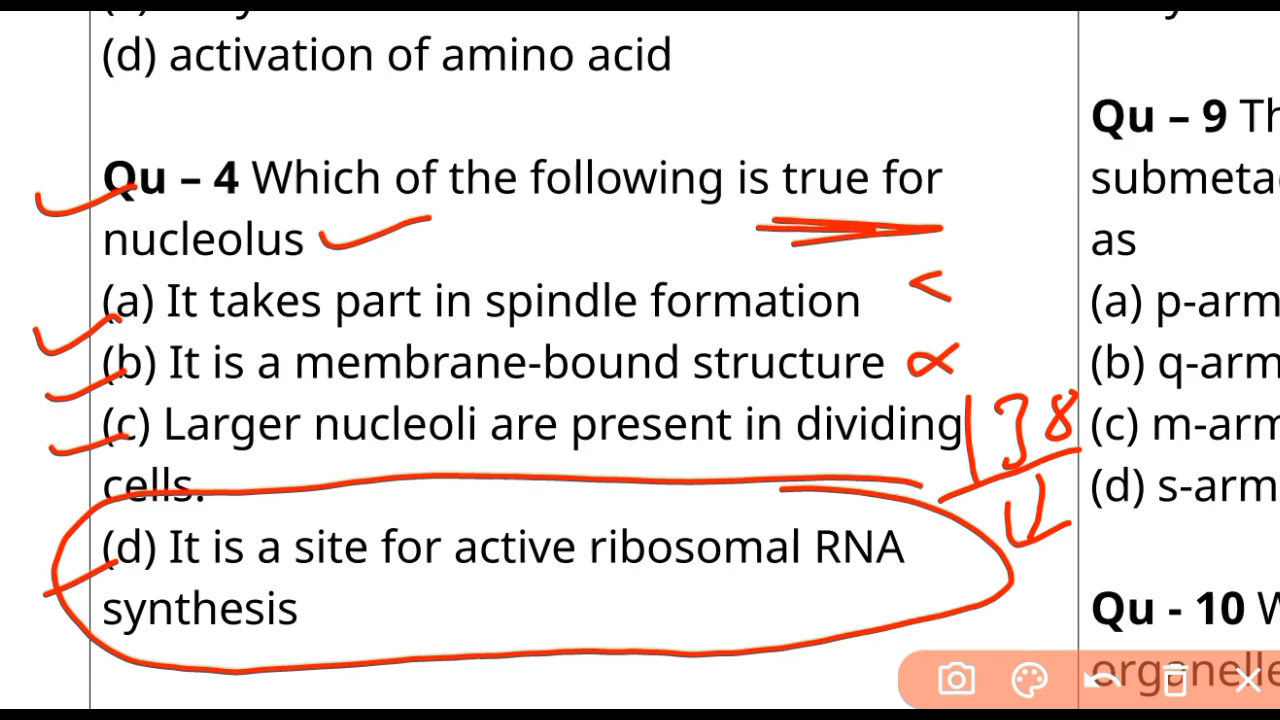 (d) activation of amino acid
Qu – 4 Which of the following is true for
nucleolus
(a) It takes part in spindle formation
(b) It is a membrane-bound structure
(c) Larger nucleoli are present in dividing
cells.
(d) It is a site for active ribosomal RNA
synthesis
138
Qu – 9
submeta
as
(a) p-arm
(b) q-arm
(c) m-arm
(d) s-arm
Qu - 10
organelle